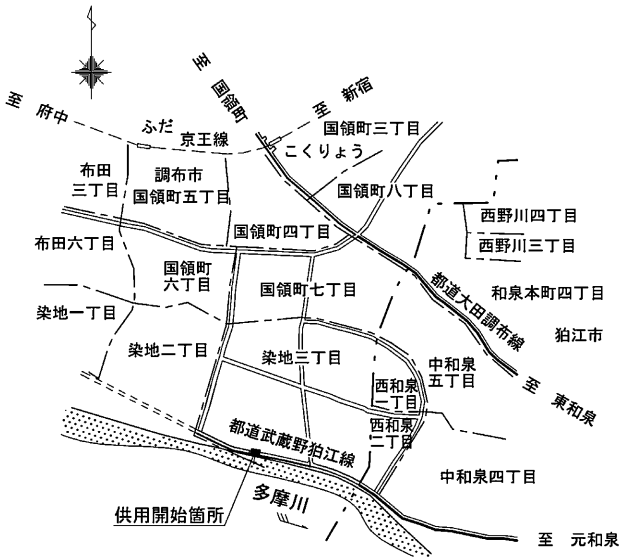 至 国領町
至 新宿
至 府中
ふだ
京王線
国領町三丁目
こくりょう
布田
三丁目
調布市
国領町五丁目
国領町八丁目
西野川四丁目
国領町四丁目
布田六丁目
西野川三丁目
国領町
六丁目
国領町七丁目
都道大田調布線
和泉本町四丁目
染地一丁目
狛江市
染地二丁目
染地三丁目
中和泉
五丁目
西和泉
一丁目
至 東和泉
西和泉
二丁目
都道武蔵野狛江線
中和泉四丁目
多摩川
供用開始箇所
至 元和泉